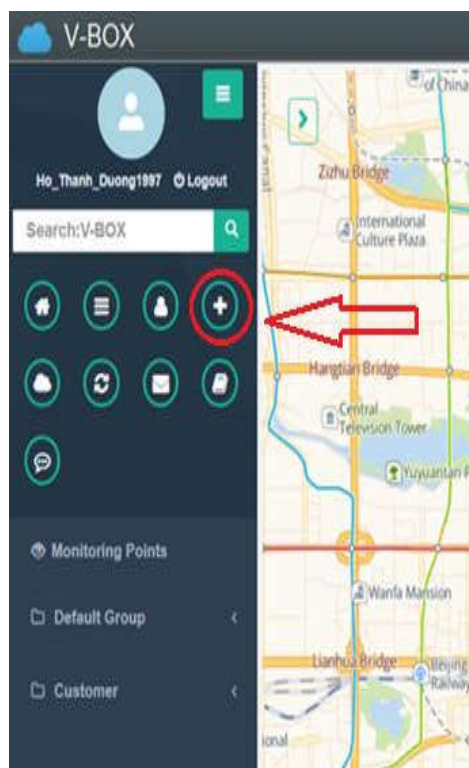 V-BOX
Ho_Thanh_Duong1997 Logout
Search:V-BOX
Monitoring Points
Default Group
Customer
of China
Zizhu Bridge
International
Culture Plaza
Hangtian Bridge
Central
Television Tower
Yuyuantan P
Wanfa Mansion
Lianhua Bridge
Beijing
Railway
ional